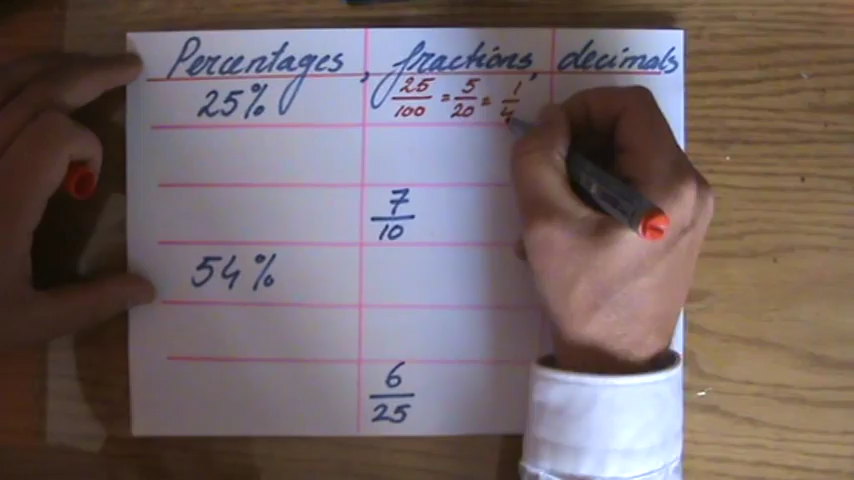 Percentages, fractions, decimals
25% 25/100 = 5/20 = 1/4
7/10
54%
6/25